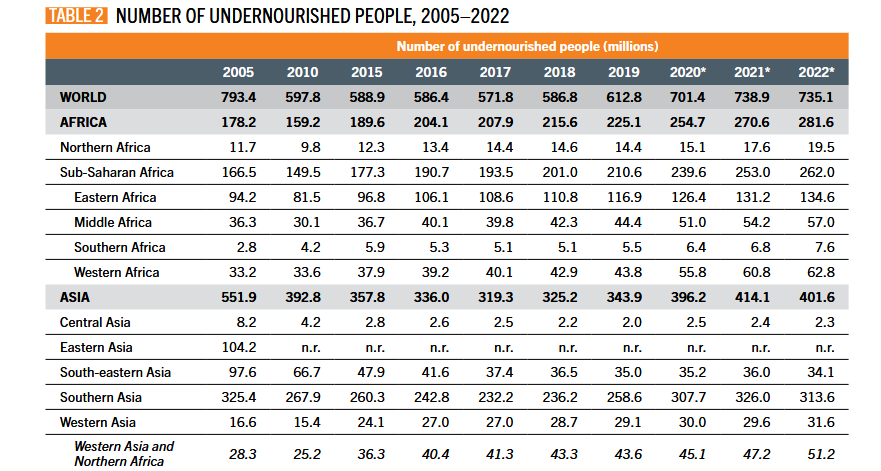 TABLE 2 NUMBER OF UNDERNOURISHED PEOPLE, 2005–2022
Number of undernourished people (millions)
2005 2010 2015 2016 2017 2018 2019 2020* 2021* 2022*
WORLD 793.4 597.8 588.9 586.4 571.8 586.8 612.8 701.4 738.9 735.1
AFRICA 178.2 159.2 189.6 204.1 207.9 215.6 225.1 254.7 270.6 281.6
Northern Africa 11.7 9.8 12.3 13.4 14.4 14.6 14.4 15.1 17.6 19.5
Sub-Saharan Africa 166.5 149.5 177.3 190.7 193.5 201.0 210.6 239.6 253.0 262.0
Eastern Africa 94.2 81.5 96.8 106.1 108.6 110.8 116.9 126.4 131.2 134.6
Middle Africa 36.3 30.1 36.7 40.1 39.8 42.3 44.4 51.0 54.2 57.0
Southern Africa 2.8 4.2 5.9 5.3 5.1 5.1 5.5 6.4 6.8 7.6
Western Africa 33.2 33.6 37.9 39.2 40.1 42.9 43.8 55.8 60.8 62.8
ASIA 551.9 392.8 357.8 336.0 319.3 325.2 343.9 396.2 414.1 401.6
Central Asia 8.2 4.2 2.8 2.6 2.5 2.2 2.0 2.5 2.4 2.3
Eastern Asia 104.2 n.r. n.r. n.r. n.r. n.r. n.r. n.r. n.r. n.r.
South-eastern Asia 97.6 66.7 47.9 41.6 37.4 36.5 35.0 35.2 36.0 34.1
Southern Asia 325.4 267.9 260.3 242.8 232.2 236.2 258.6 307.7 326.0 313.6
Western Asia 16.6 15.4 24.1 27.0 27.0 28.7 29.1 30.0 29.6 31.6
Western Asia and
Northern Africa 28.3 25.2 36.3 40.4 41.3 43.3 43.6 45.1 47.2 51.2